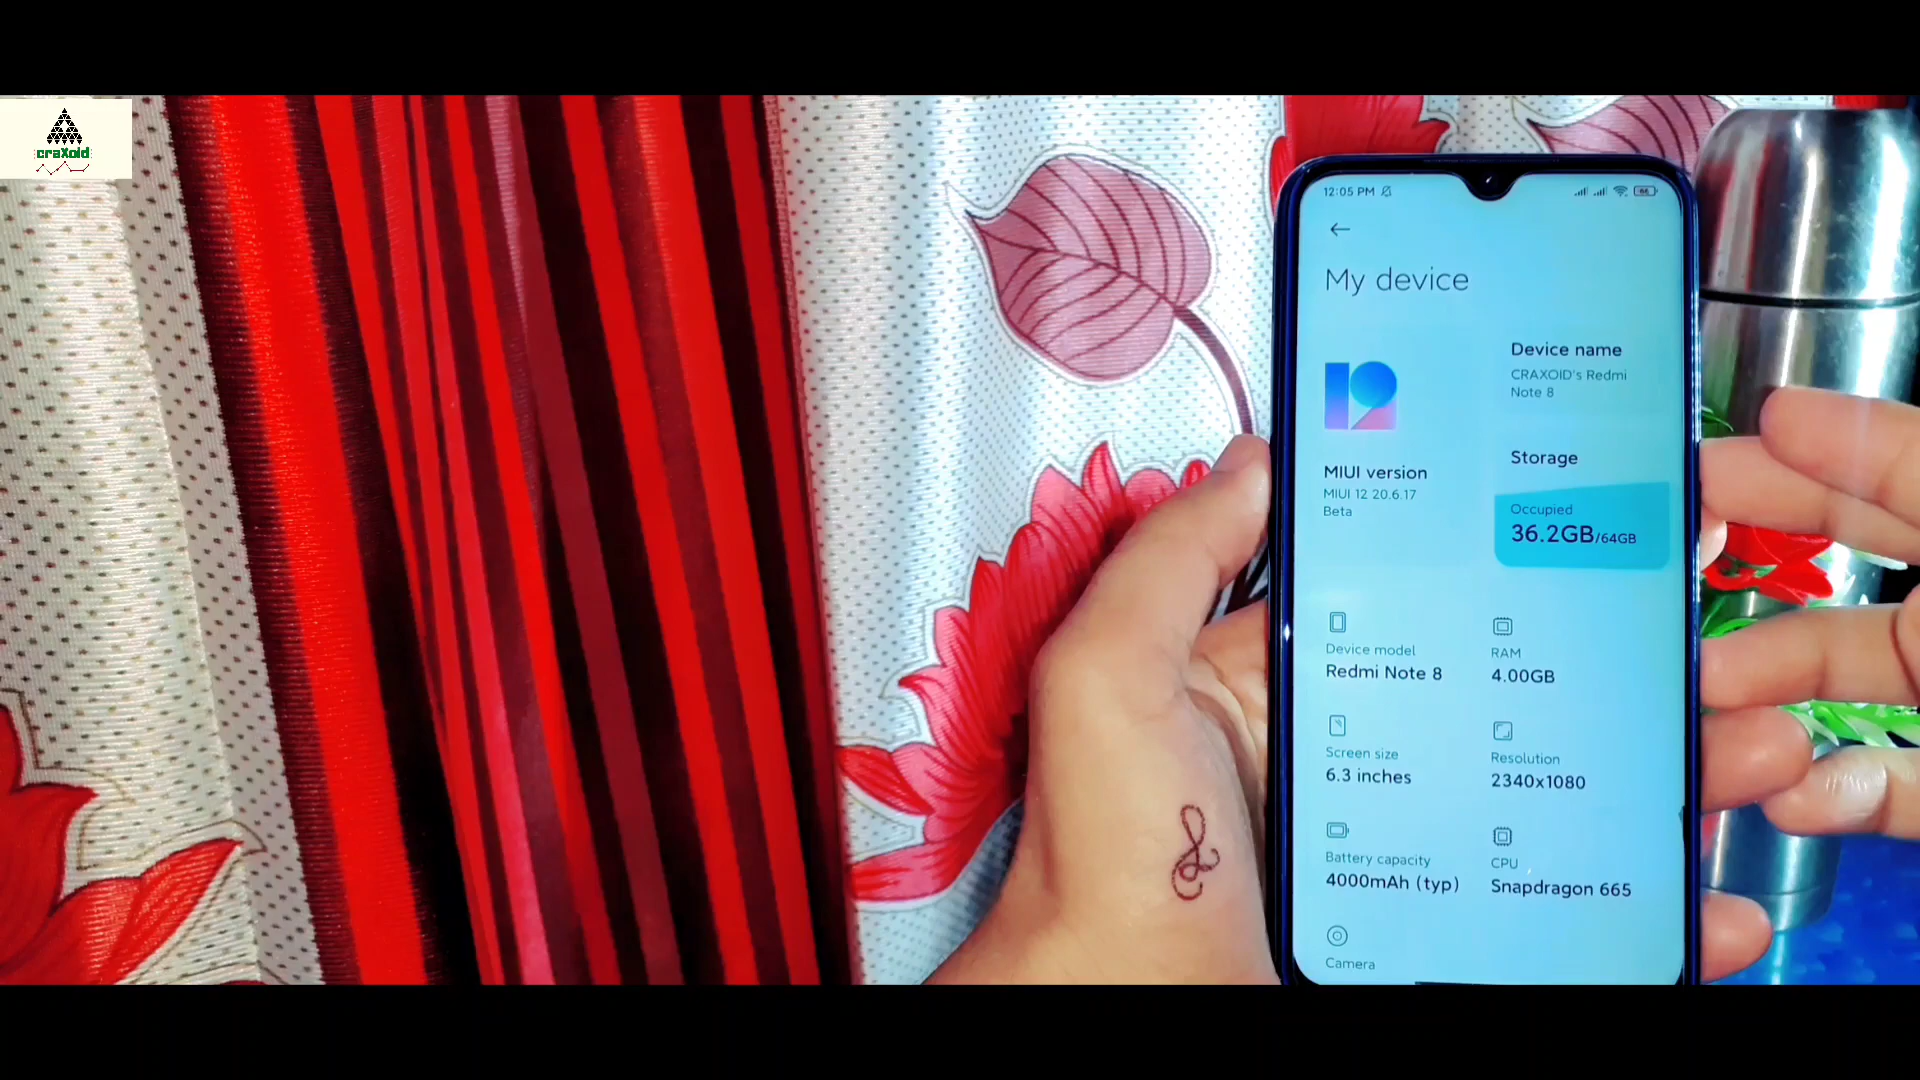 craXoid
12:05 PM
66
My device
Device name
CRAXOID's Redmi
Note 8
MIUI version
MIUI 12 20.6.17
Beta
Storage
Occupied
36.2GB/64GB
Device model
Redmi Note 8
RAM
4.00GB
Screen size
6.3 inches
Resolution
2340x1080
Battery capacity
4000mAh (typ)
CPU
Snapdragon 665
Camera